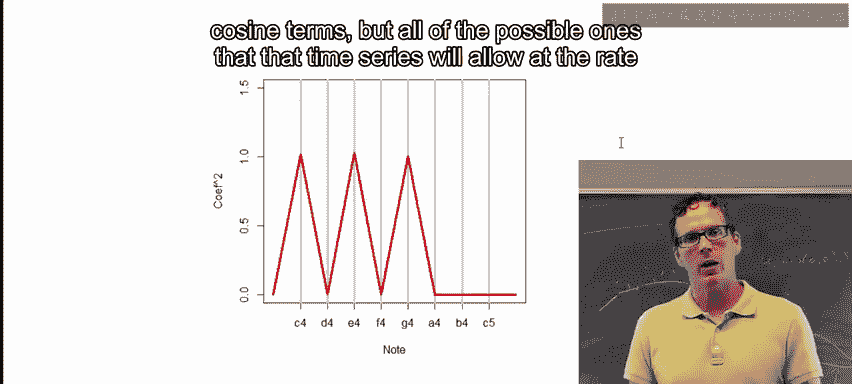 cosine terms, but all of the possible ones
that that time series will allow at the rate
1.5
1.0
0.5
0.0
Coef^2
c4 d4 e4 f4 g4 a4 b4 c5
Note